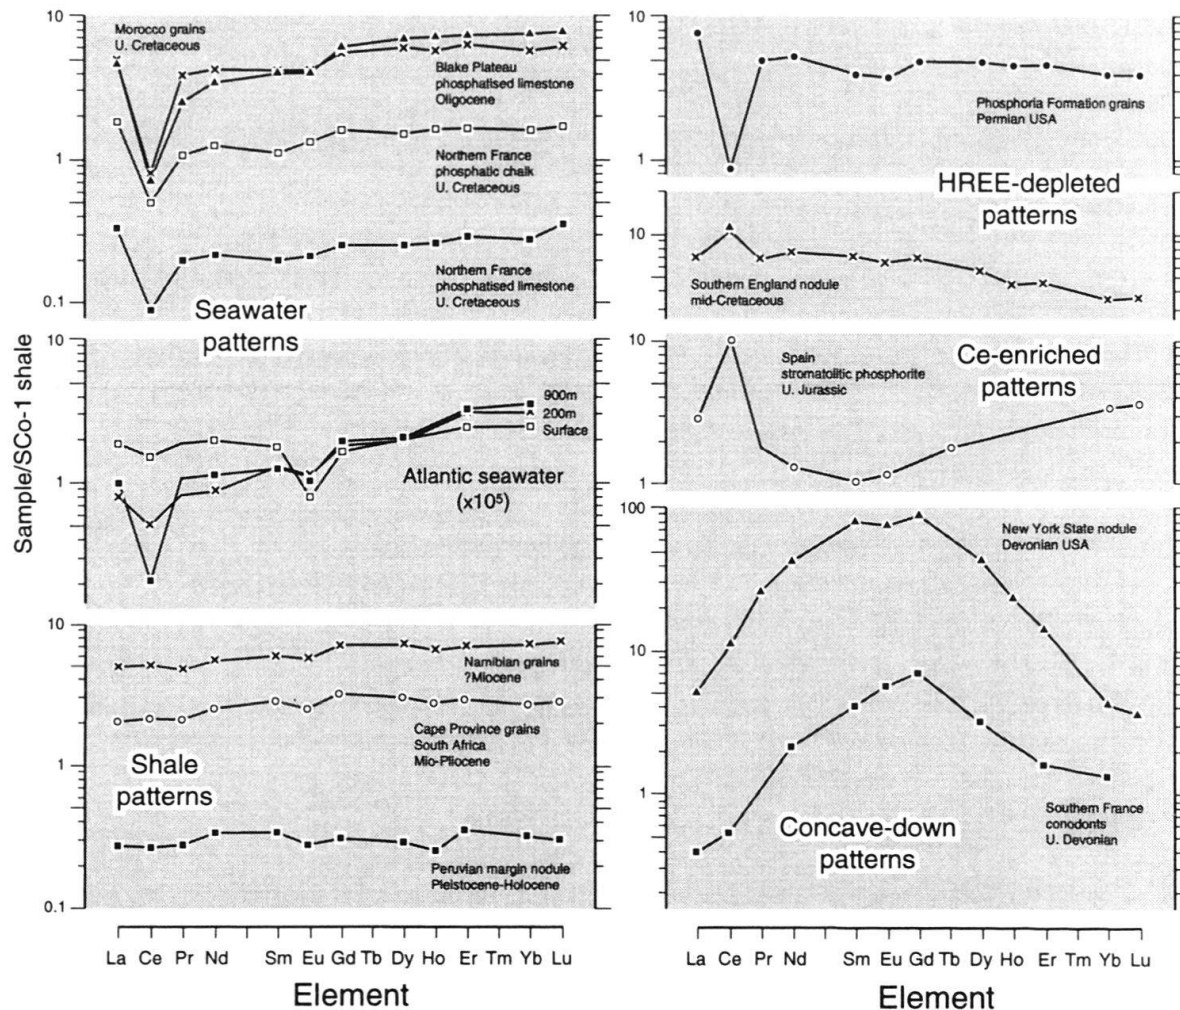 10
Morocco grains
U. Cretaceous
Blake Plateau
phosphatised limestone
Oligocene
1
Northern France
phosphatic chalk
U. Cretaceous
Northern France
phosphatised limestone
U. Cretaceous
0.1
Seawater
patterns
Sample/SCo-1 shale
10
900m
200m
Surface
Atlantic seawater
(x10⁵)
1
10
Namibian grains
?Miocene
Cape Province grains
South Africa
Mio-Pliocene
1
Shale
patterns
Peruvian margin nodule
Pleistocene-Holocene
0.1
La Ce Pr Nd Sm Eu Gd Tb Dy Ho Er Tm Yb Lu
Element
10
Phosphoria Formation grains
Permian USA
1
HREE-depleted
patterns
10
Southern England nodule
mid-Cretaceous
10
Spain
stromatolitic phosphorite
U. Jurassic
Ce-enriched
patterns
1
100
New York State nodule
Devonian USA
10
1
Concave-down
patterns
Southern France
conodonts
U. Devonian
La Ce Pr Nd Sm Eu Gd Tb Dy Ho Er Tm Yb Lu
Element